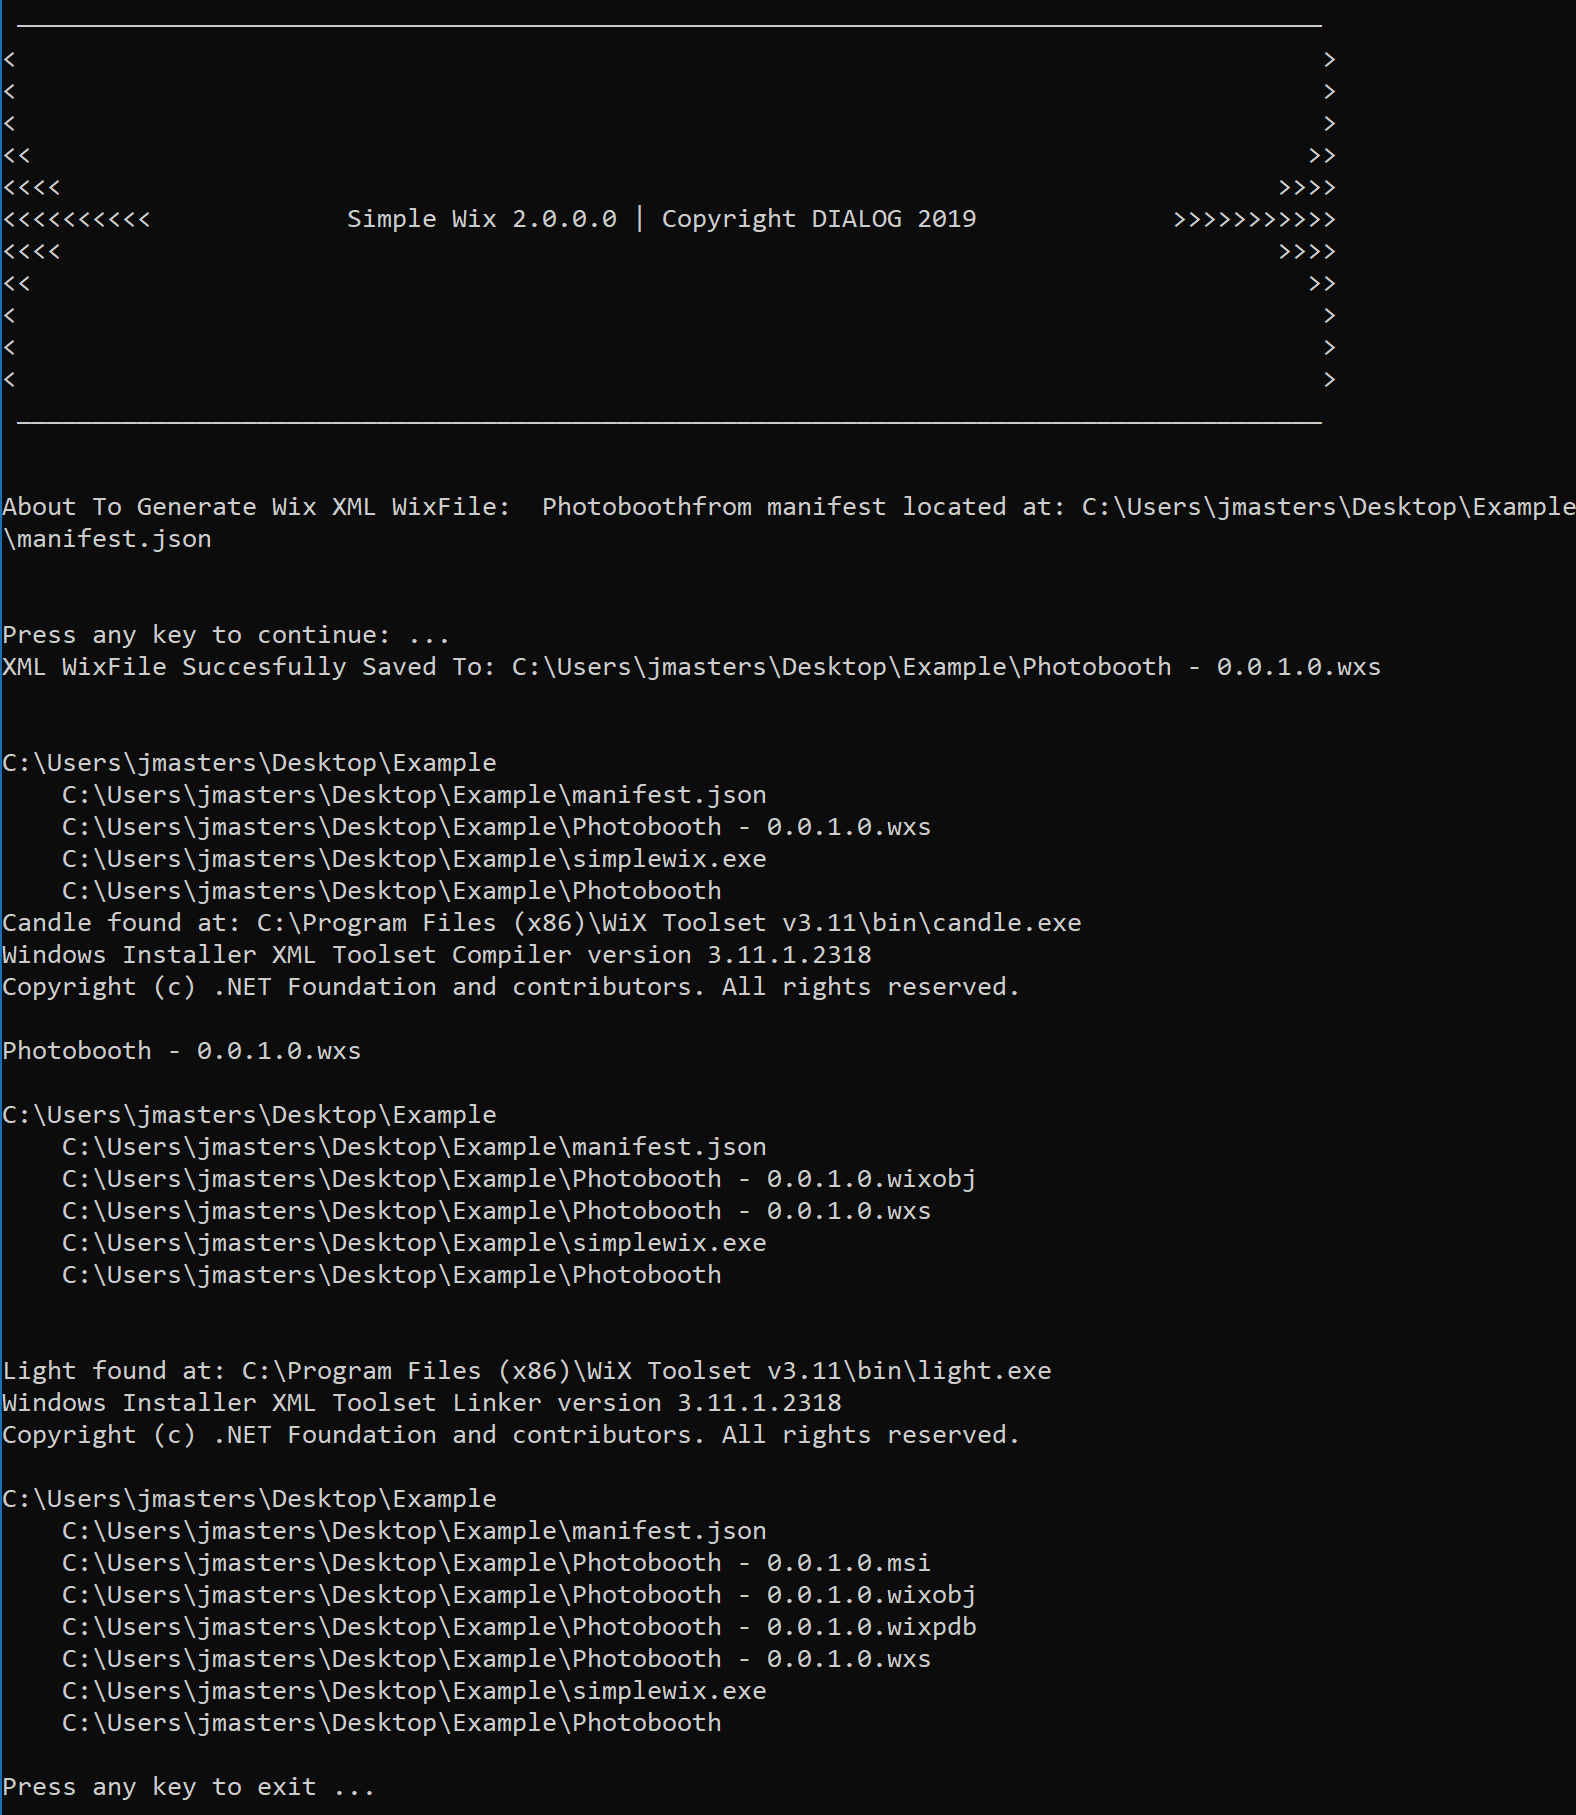 ________________________________________________________________________________________
< >
< >
< >
<< >>
<<<< >>>>
<<<<<<<<<< Simple Wix 2.0.0.0 | Copyright DIALOG 2019 >>>>>>>>>>>
<<<< >>>>
<< >>
< >
< >
< >
________________________________________________________________________________________
About To Generate Wix XML WixFile:  Photoboothfrom manifest located at: C:\Users\jmasters\Desktop\Example
\manifest.json
Press any key to continue: ...
XML WixFile Succesfully Saved To: C:\Users\jmasters\Desktop\Example\Photobooth - 0.0.1.0.wxs
C:\Users\jmasters\Desktop\Example
    C:\Users\jmasters\Desktop\Example\manifest.json
    C:\Users\jmasters\Desktop\Example\Photobooth - 0.0.1.0.wxs
    C:\Users\jmasters\Desktop\Example\simplewix.exe
    C:\Users\jmasters\Desktop\Example\Photobooth
Candle found at: C:\Program Files (x86)\WiX Toolset v3.11\bin\candle.exe
Windows Installer XML Toolset Compiler version 3.11.1.2318
Copyright (c) .NET Foundation and contributors. All rights reserved.
Photobooth - 0.0.1.0.wxs
C:\Users\jmasters\Desktop\Example
    C:\Users\jmasters\Desktop\Example\manifest.json
    C:\Users\jmasters\Desktop\Example\Photobooth - 0.0.1.0.wixobj
    C:\Users\jmasters\Desktop\Example\Photobooth - 0.0.1.0.wxs
    C:\Users\jmasters\Desktop\Example\simplewix.exe
    C:\Users\jmasters\Desktop\Example\Photobooth
Light found at: C:\Program Files (x86)\WiX Toolset v3.11\bin\light.exe
Windows Installer XML Toolset Linker version 3.11.1.2318
Copyright (c) .NET Foundation and contributors. All rights reserved.
C:\Users\jmasters\Desktop\Example
    C:\Users\jmasters\Desktop\Example\manifest.json
    C:\Users\jmasters\Desktop\Example\Photobooth - 0.0.1.0.msi
    C:\Users\jmasters\Desktop\Example\Photobooth - 0.0.1.0.wixobj
    C:\Users\jmasters\Desktop\Example\Photobooth - 0.0.1.0.wixpdb
    C:\Users\jmasters\Desktop\Example\Photobooth - 0.0.1.0.wxs
    C:\Users\jmasters\Desktop\Example\simplewix.exe
    C:\Users\jmasters\Desktop\Example\Photobooth
Press any key to exit ...